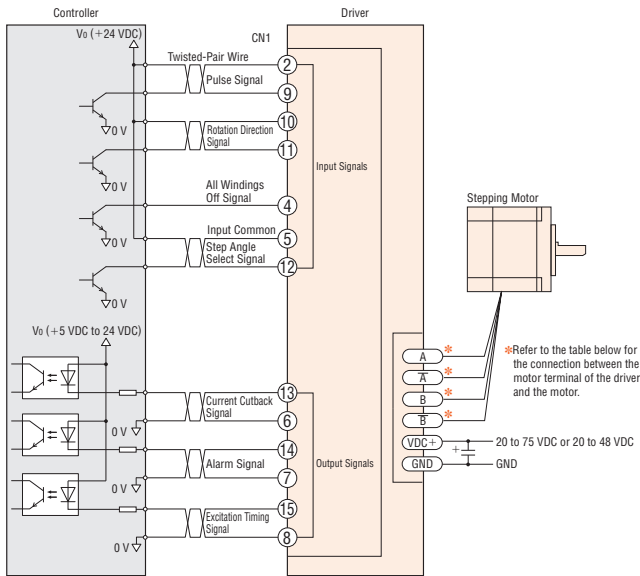 Controller
Driver
V0 (+24 VDC)
CN1
Twisted-Pair Wire
2
Pulse Signal
9
0 V
10
Rotation Direction
Signal
11
0 V
Input Signals
All Windings
Off Signal
4
0 V
Input Common
5
Step Angle
Select Signal
12
0 V
Stepping Motor
V0 (+5 VDC to 24 VDC)
A *
A̅ *
B *
B̅ *
*Refer to the table below for
the connection between the
motor terminal of the driver
and the motor.
VDC+
+
20 to 75 VDC or 20 to 48 VDC
GND
GND
13
Current Cutback
Signal
6
0 V
14
Alarm Signal
Output Signals
7
0 V
15
Excitation Timing
Signal
8
0 V